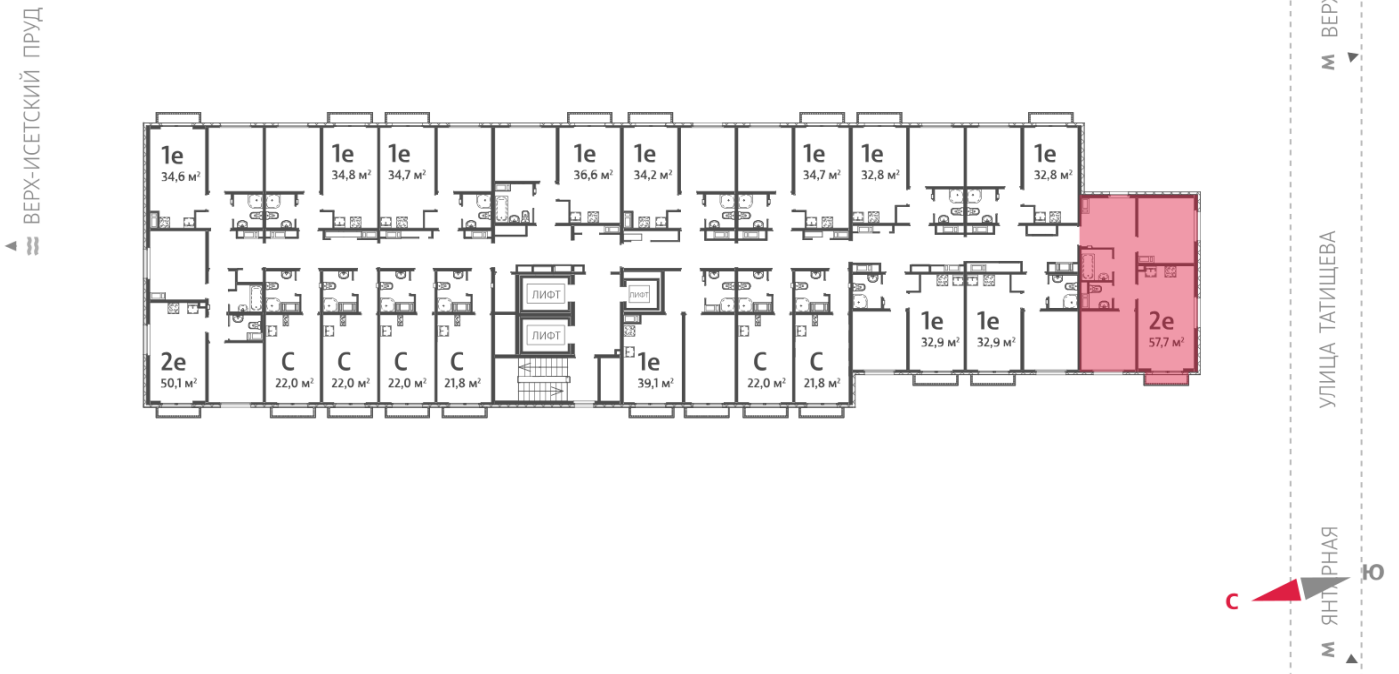 ВЕРХ-ИСЕТСКИЙ ПРУД
1е
34,6 м²
1е
34,8 м²
1е
34,7 м²
1е
36,6 м²
1е
34,2 м²
1е
34,7 м²
1е
32,8 м²
1е
32,8 м²
ЛИФТ
ЛИФТ
ЛИФТ
2е
50,1 м²
С
22,0 м²
С
22,0 м²
С
22,0 м²
С
21,8 м²
1е
39,1 м²
С
22,0 м²
С
21,8 м²
1е
32,9 м²
1е
32,9 м²
2е
57,7 м²
М
УЛИЦА ТАТИЩЕВА
М ЯНТАРНАЯ
С
Ю